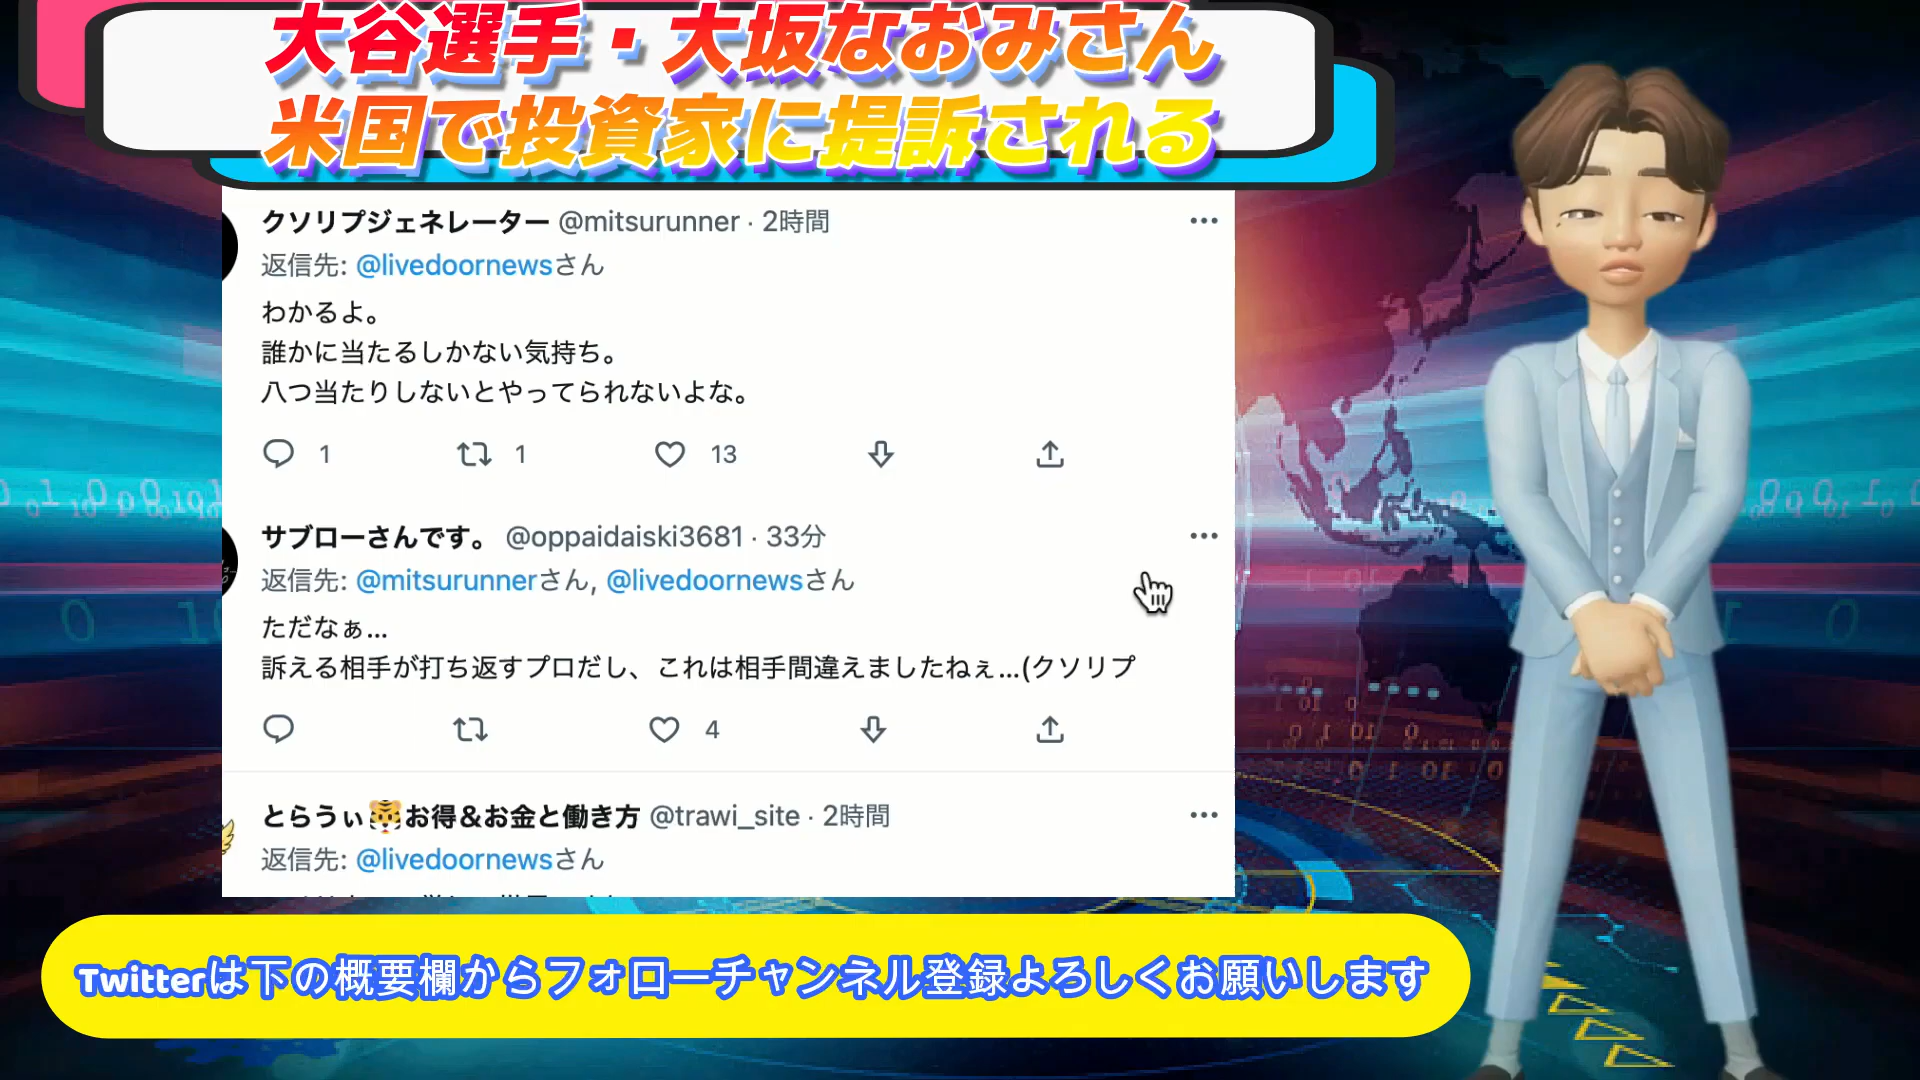 大谷選手・大坂なおみさん
米国で投資家に提訴される
クソリプジェネレーター @mitsurunner · 2時間
返信先: @livedoornewsさん
わかるよ。
誰かに当たるしかない気持ち。
八つ当たりしないとやってられないよな。
1 1 13
サブローさんです。 @oppaidaiski3681 · 33分
返信先: @mitsurunnerさん, @livedoornewsさん
ただなぁ...
訴える相手が打ち返すプロだし、これは相手間違えましたねぇ...(クソリプ
4
とらうぃ🐯お得&お金と働き方 @trawi_site · 2時間
返信先: @livedoornewsさん
Twitterは下の概要欄からフォローチャンネル登録よろしくお願いします